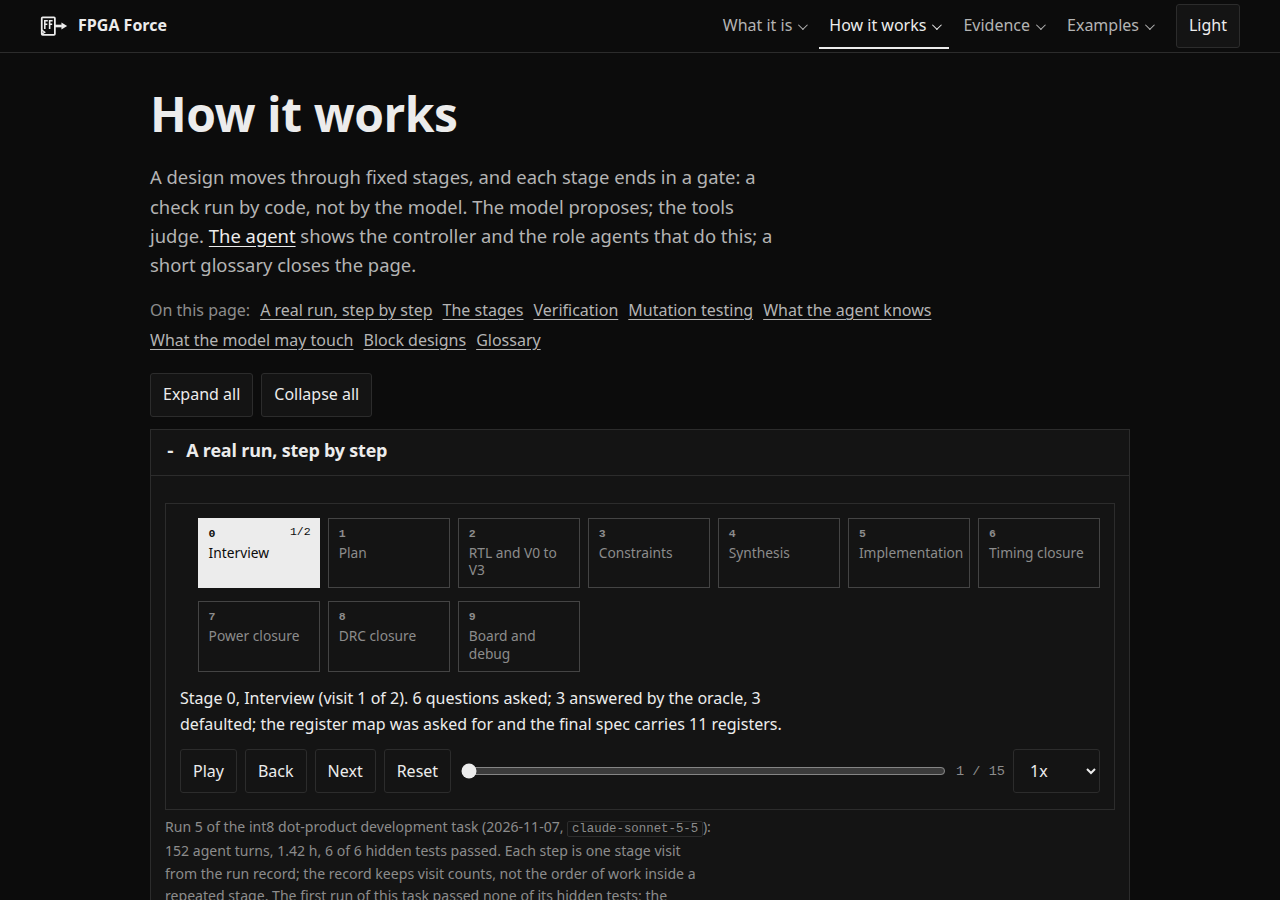 FPGA Force
What it is
How it works
Evidence
Examples
Light
How it works
A design moves through fixed stages, and each stage ends in a gate: a
check run by code, not by the model. The model proposes; the tools
judge. The agent shows the controller and the role agents that do this; a
short glossary closes the page.
On this page: A real run, step by step The stages Verification Mutation testing What the agent knows
What the model may touch Block designs Glossary
Expand all Collapse all
- A real run, step by step
0 1/2
Interview
1
Plan
2
RTL and V0 to
V3
3
Constraints
4
Synthesis
5
Implementation
6
Timing closure
7
Power closure
8
DRC closure
9
Board and
debug
Stage 0, Interview (visit 1 of 2). 6 questions asked; 3 answered by the oracle, 3
defaulted; the register map was asked for and the final spec carries 11 registers.
Play Back Next Reset 1 / 15 1x
Run 5 of the int8 dot-product development task (2026-11-07, claude-sonnet-5-5):
152 agent turns, 1.42 h, 6 of 6 hidden tests passed. Each step is one stage visit
from the run record; the record keeps visit counts, not the order of work inside a
repeated stage. The first run of this task passed none of its hidden tests; the